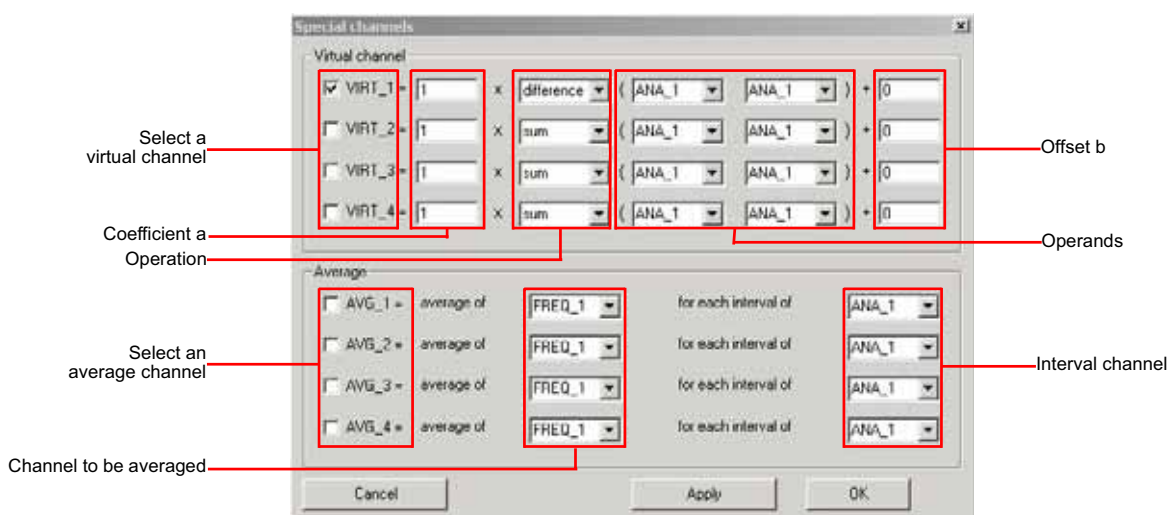 Special channels
Virtual channel
VIRT_1 = 1 x difference ( ANA_1 ANA_1 ) + 0
VIRT_2 = 1 x sum ( ANA_1 ANA_1 ) + 0
VIRT_3 = 1 x sum ( ANA_1 ANA_1 ) + 0
VIRT_4 = 1 x sum ( ANA_1 ANA_1 ) + 0
Select a
virtual channel
Coefficient a
Operation
Offset b
Operands
Average
AVG_1 = average of FREQ_1 for each interval of ANA_1
AVG_2 = average of FREQ_1 for each interval of ANA_1
AVG_3 = average of FREQ_1 for each interval of ANA_1
AVG_4 = average of FREQ_1 for each interval of ANA_1
Select an
average channel
Channel to be averaged
Interval channel
Cancel Apply OK